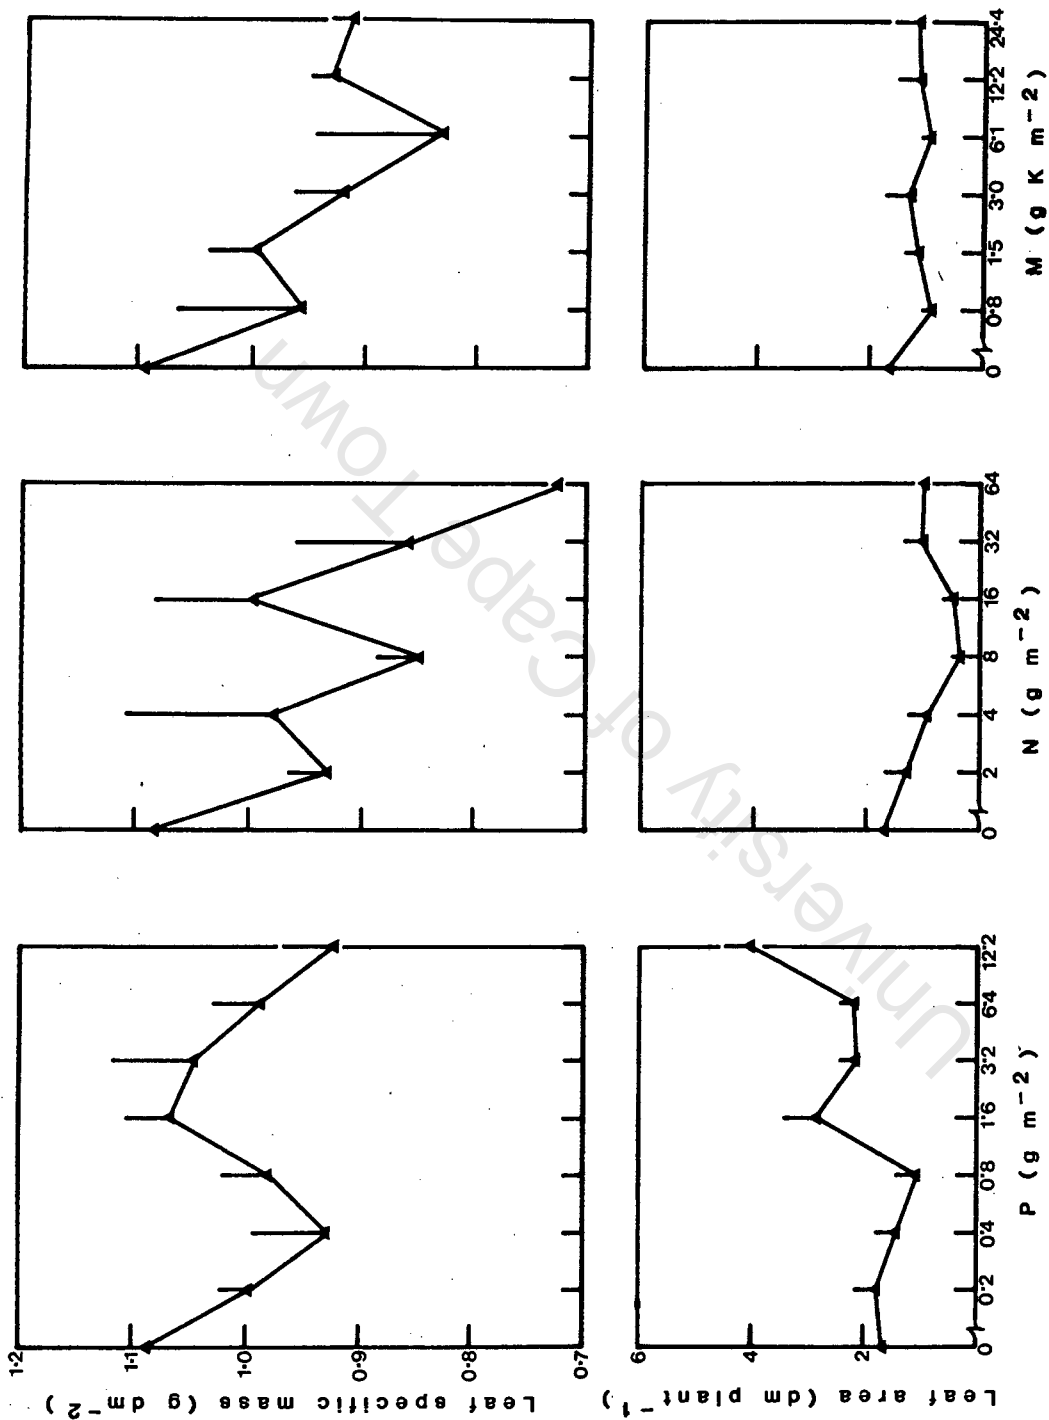 Leaf specific mass (g dm⁻²)
1·2
1·1
1·0
0·9
0·8
0·7
Leaf area (dm plant⁻¹)
6
4
2
0 0·2 0·4 0·8 1·6 3·2 6·4 12·2
P (g m⁻²)
0 2 4 8 16 32 64
N (g m⁻²)
0 0·8 1·5 3·0 6·1 12·2 24·4
M (g K m⁻²)
University of Cape Town